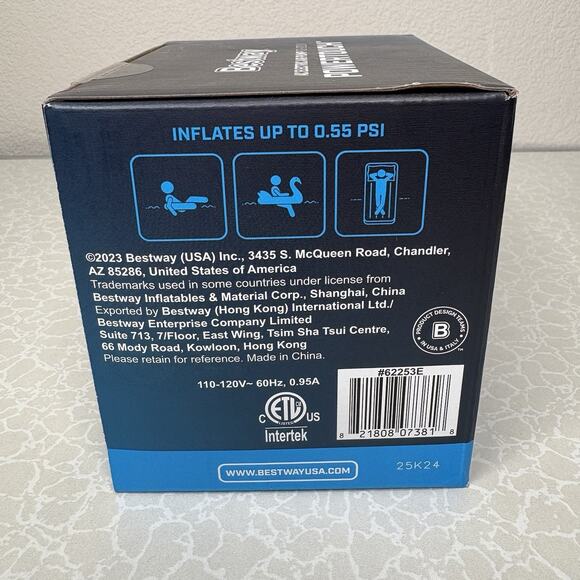 Bestway
POWERTOUCH
INFLATES UP TO 0.55 PSI
©2023 Bestway (USA) Inc., 3435 S. McQueen Road, Chandler,
AZ 85286, United States of America
Trademarks used in some countries under license from
Bestway Inflatables & Material Corp., Shanghai, China
Exported by Bestway (Hong Kong) International Ltd./
Bestway Enterprise Company Limited
Suite 713, 7/Floor, East Wing, Tsim Sha Tsui Centre,
66 Mody Road, Kowloon, Hong Kong
Please retain for reference. Made in China.
PRODUCT DESIGN TEAMS
B
IN USA & ITALY
110-120V~ 60Hz, 0.95A
C ETL US
LISTED
Intertek
#62253E
8 21808 07381 8
WWW.BESTWAYUSA.COM
25K24